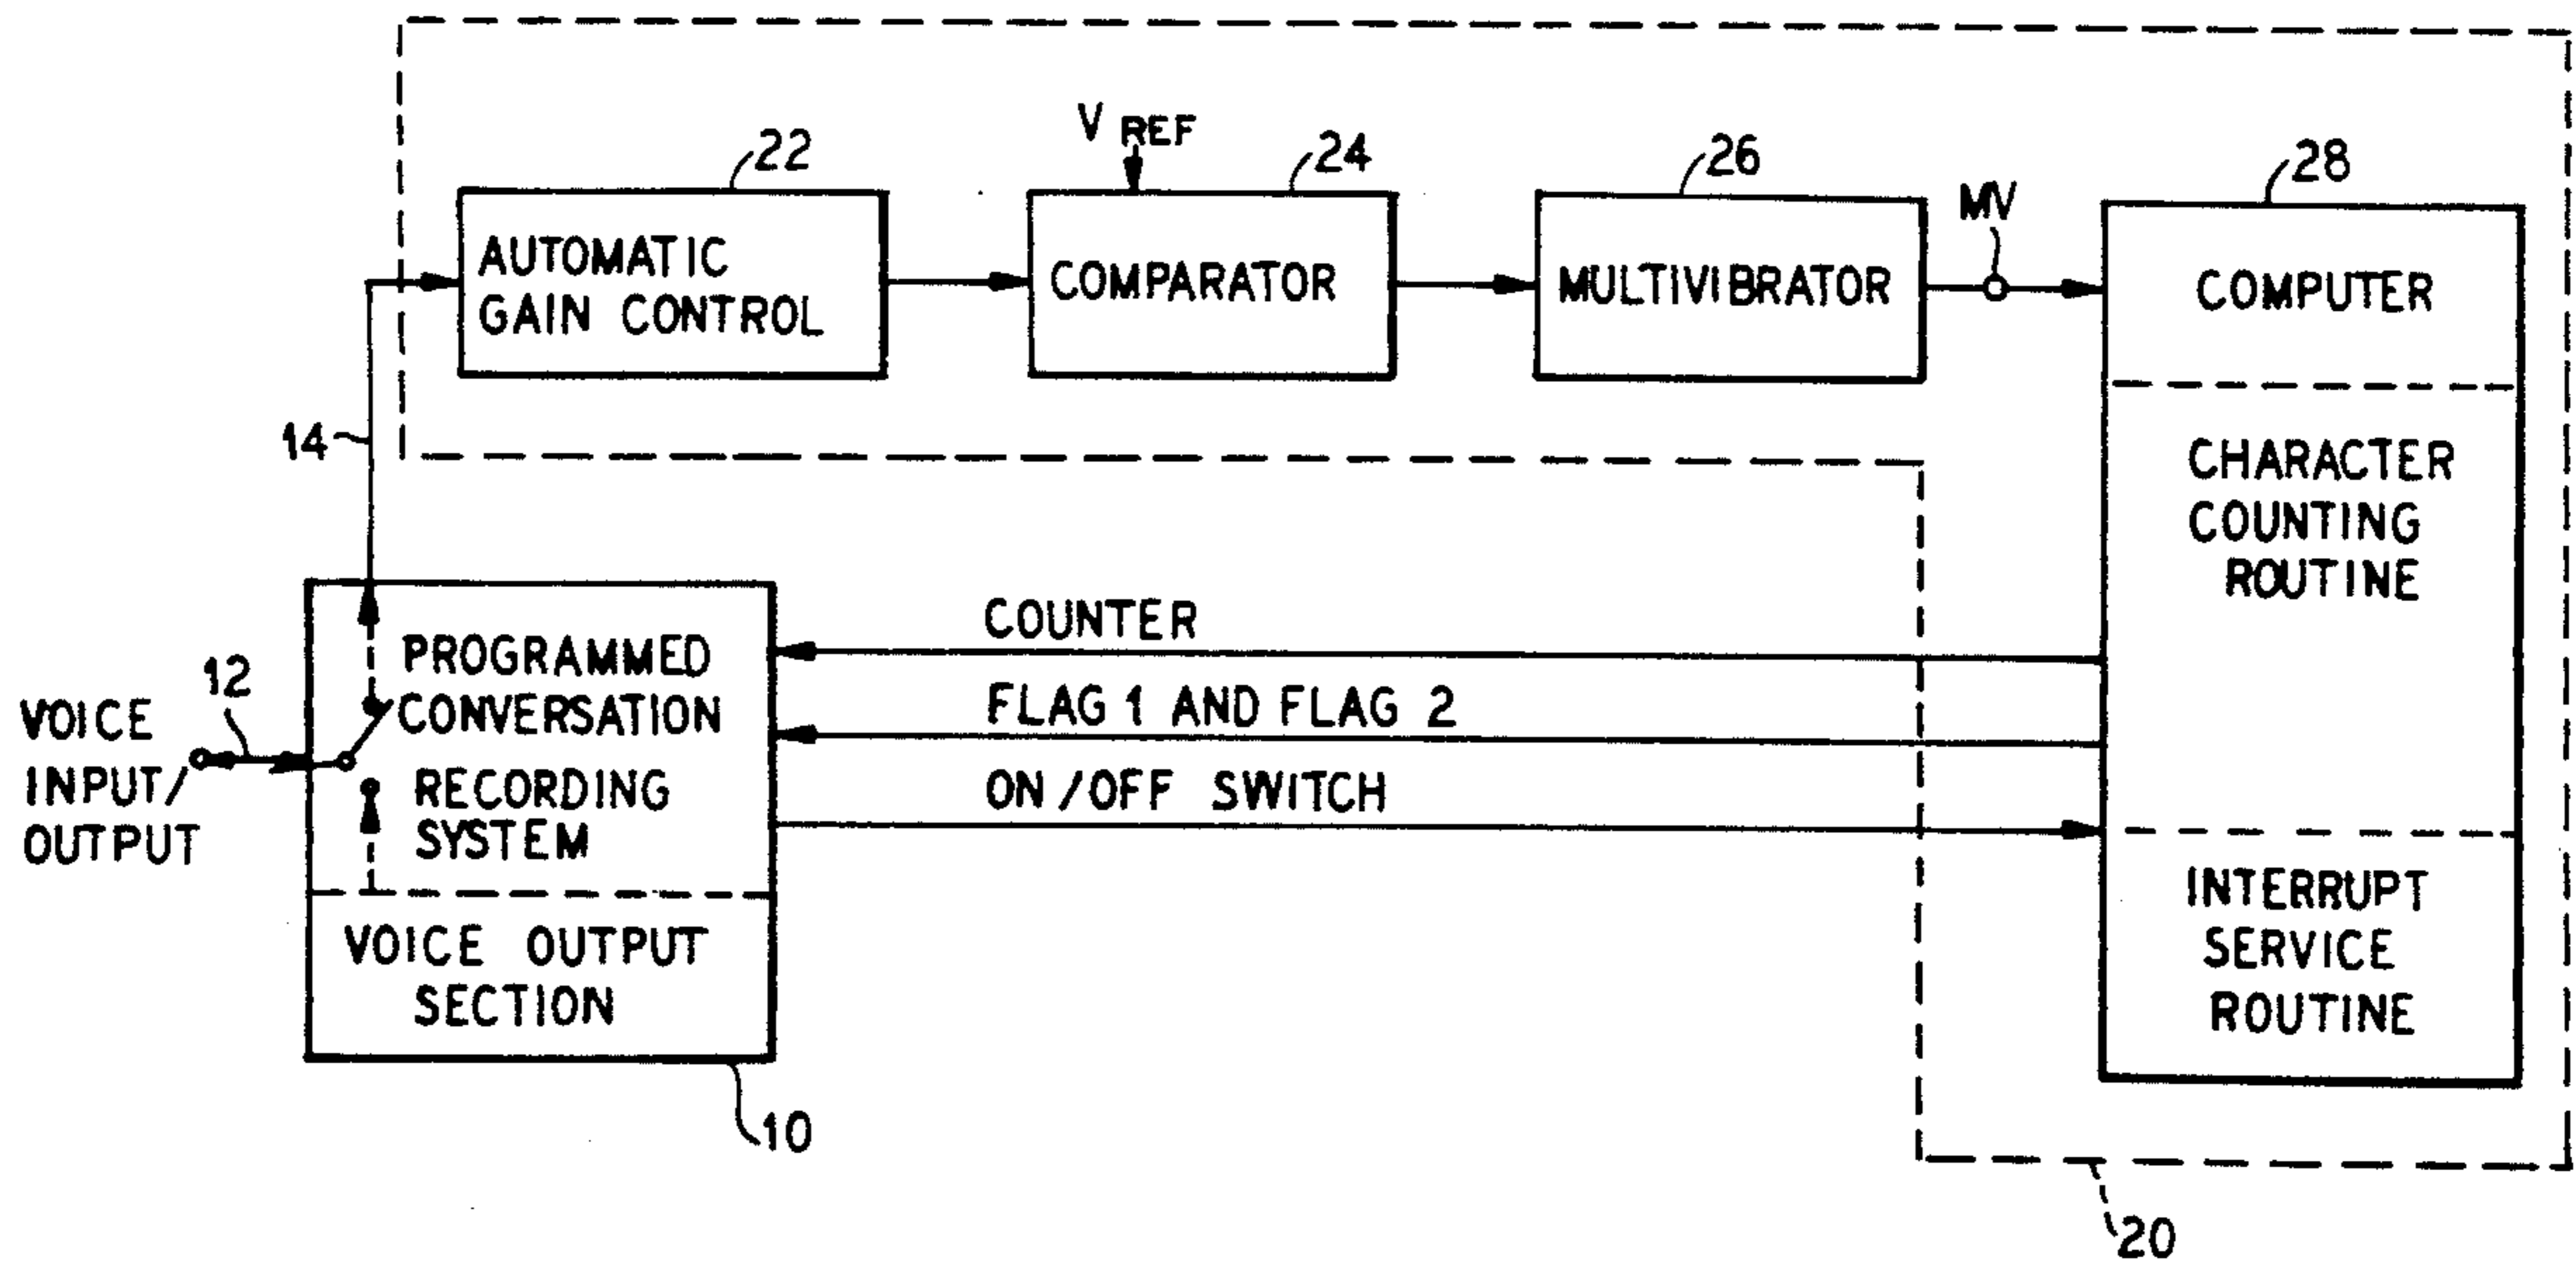 22
V REF
24
26
MV
28
AUTOMATIC
GAIN CONTROL
COMPARATOR
MULTIVIBRATOR
COMPUTER
CHARACTER
COUNTING
ROUTINE
INTERRUPT
SERVICE
ROUTINE
14
COUNTER
FLAG 1 AND FLAG 2
ON/OFF SWITCH
12
VOICE
INPUT/
OUTPUT
PROGRAMMED
CONVERSATION
RECORDING
SYSTEM
VOICE OUTPUT
SECTION
10
20